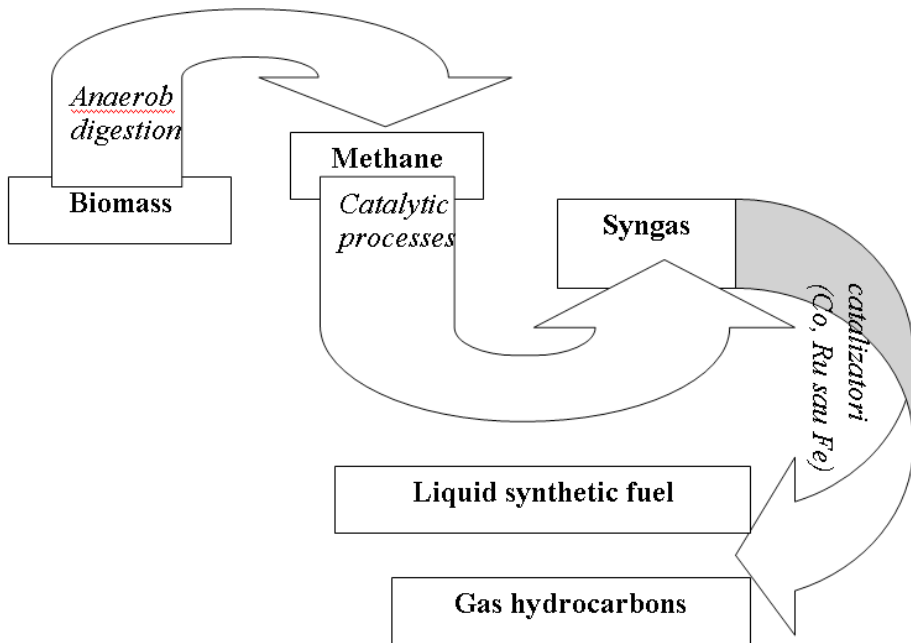 Anaerob
digestion
Biomass
Methane
Catalytic
processes
Syngas
catalizatori
(Co, Ru sau Fe)
Liquid synthetic fuel
Gas hydrocarbons